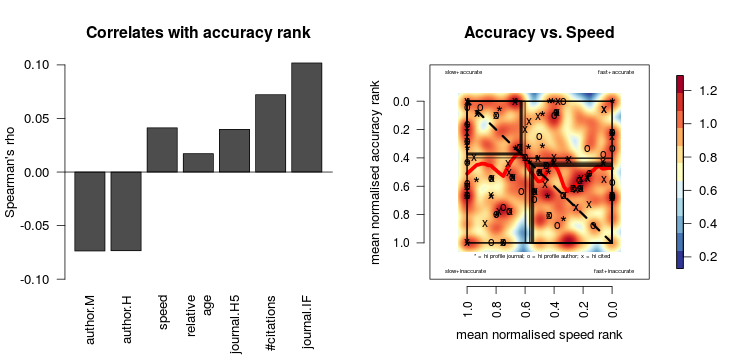 Correlates with accuracy rank
Spearman's rho
0.10
0.05
0.00
-0.05
-0.10
author.M
author.H
speed
relative
age
journal.H5
#citations
journal.IF
Accuracy vs. Speed
mean normalised accuracy rank
slow+accurate
fast+accurate
0.0
0.2
0.4
0.6
0.8
1.0
* = hi profile journal; o = hi profile author: x = hi cited
slow+inaccurate
fast+inaccurate
1.0
0.8
0.6
0.4
0.2
0.0
mean normalised speed rank
1.2
1.0
0.8
0.6
0.4
0.2